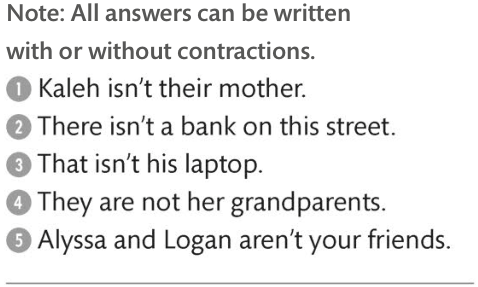 Note: All answers can be written
with or without contractions.
1 Kaleh isn't their mother.
2 There isn't a bank on this street.
3 That isn't his laptop.
4 They are not her grandparents.
5 Alyssa and Logan aren't your friends.